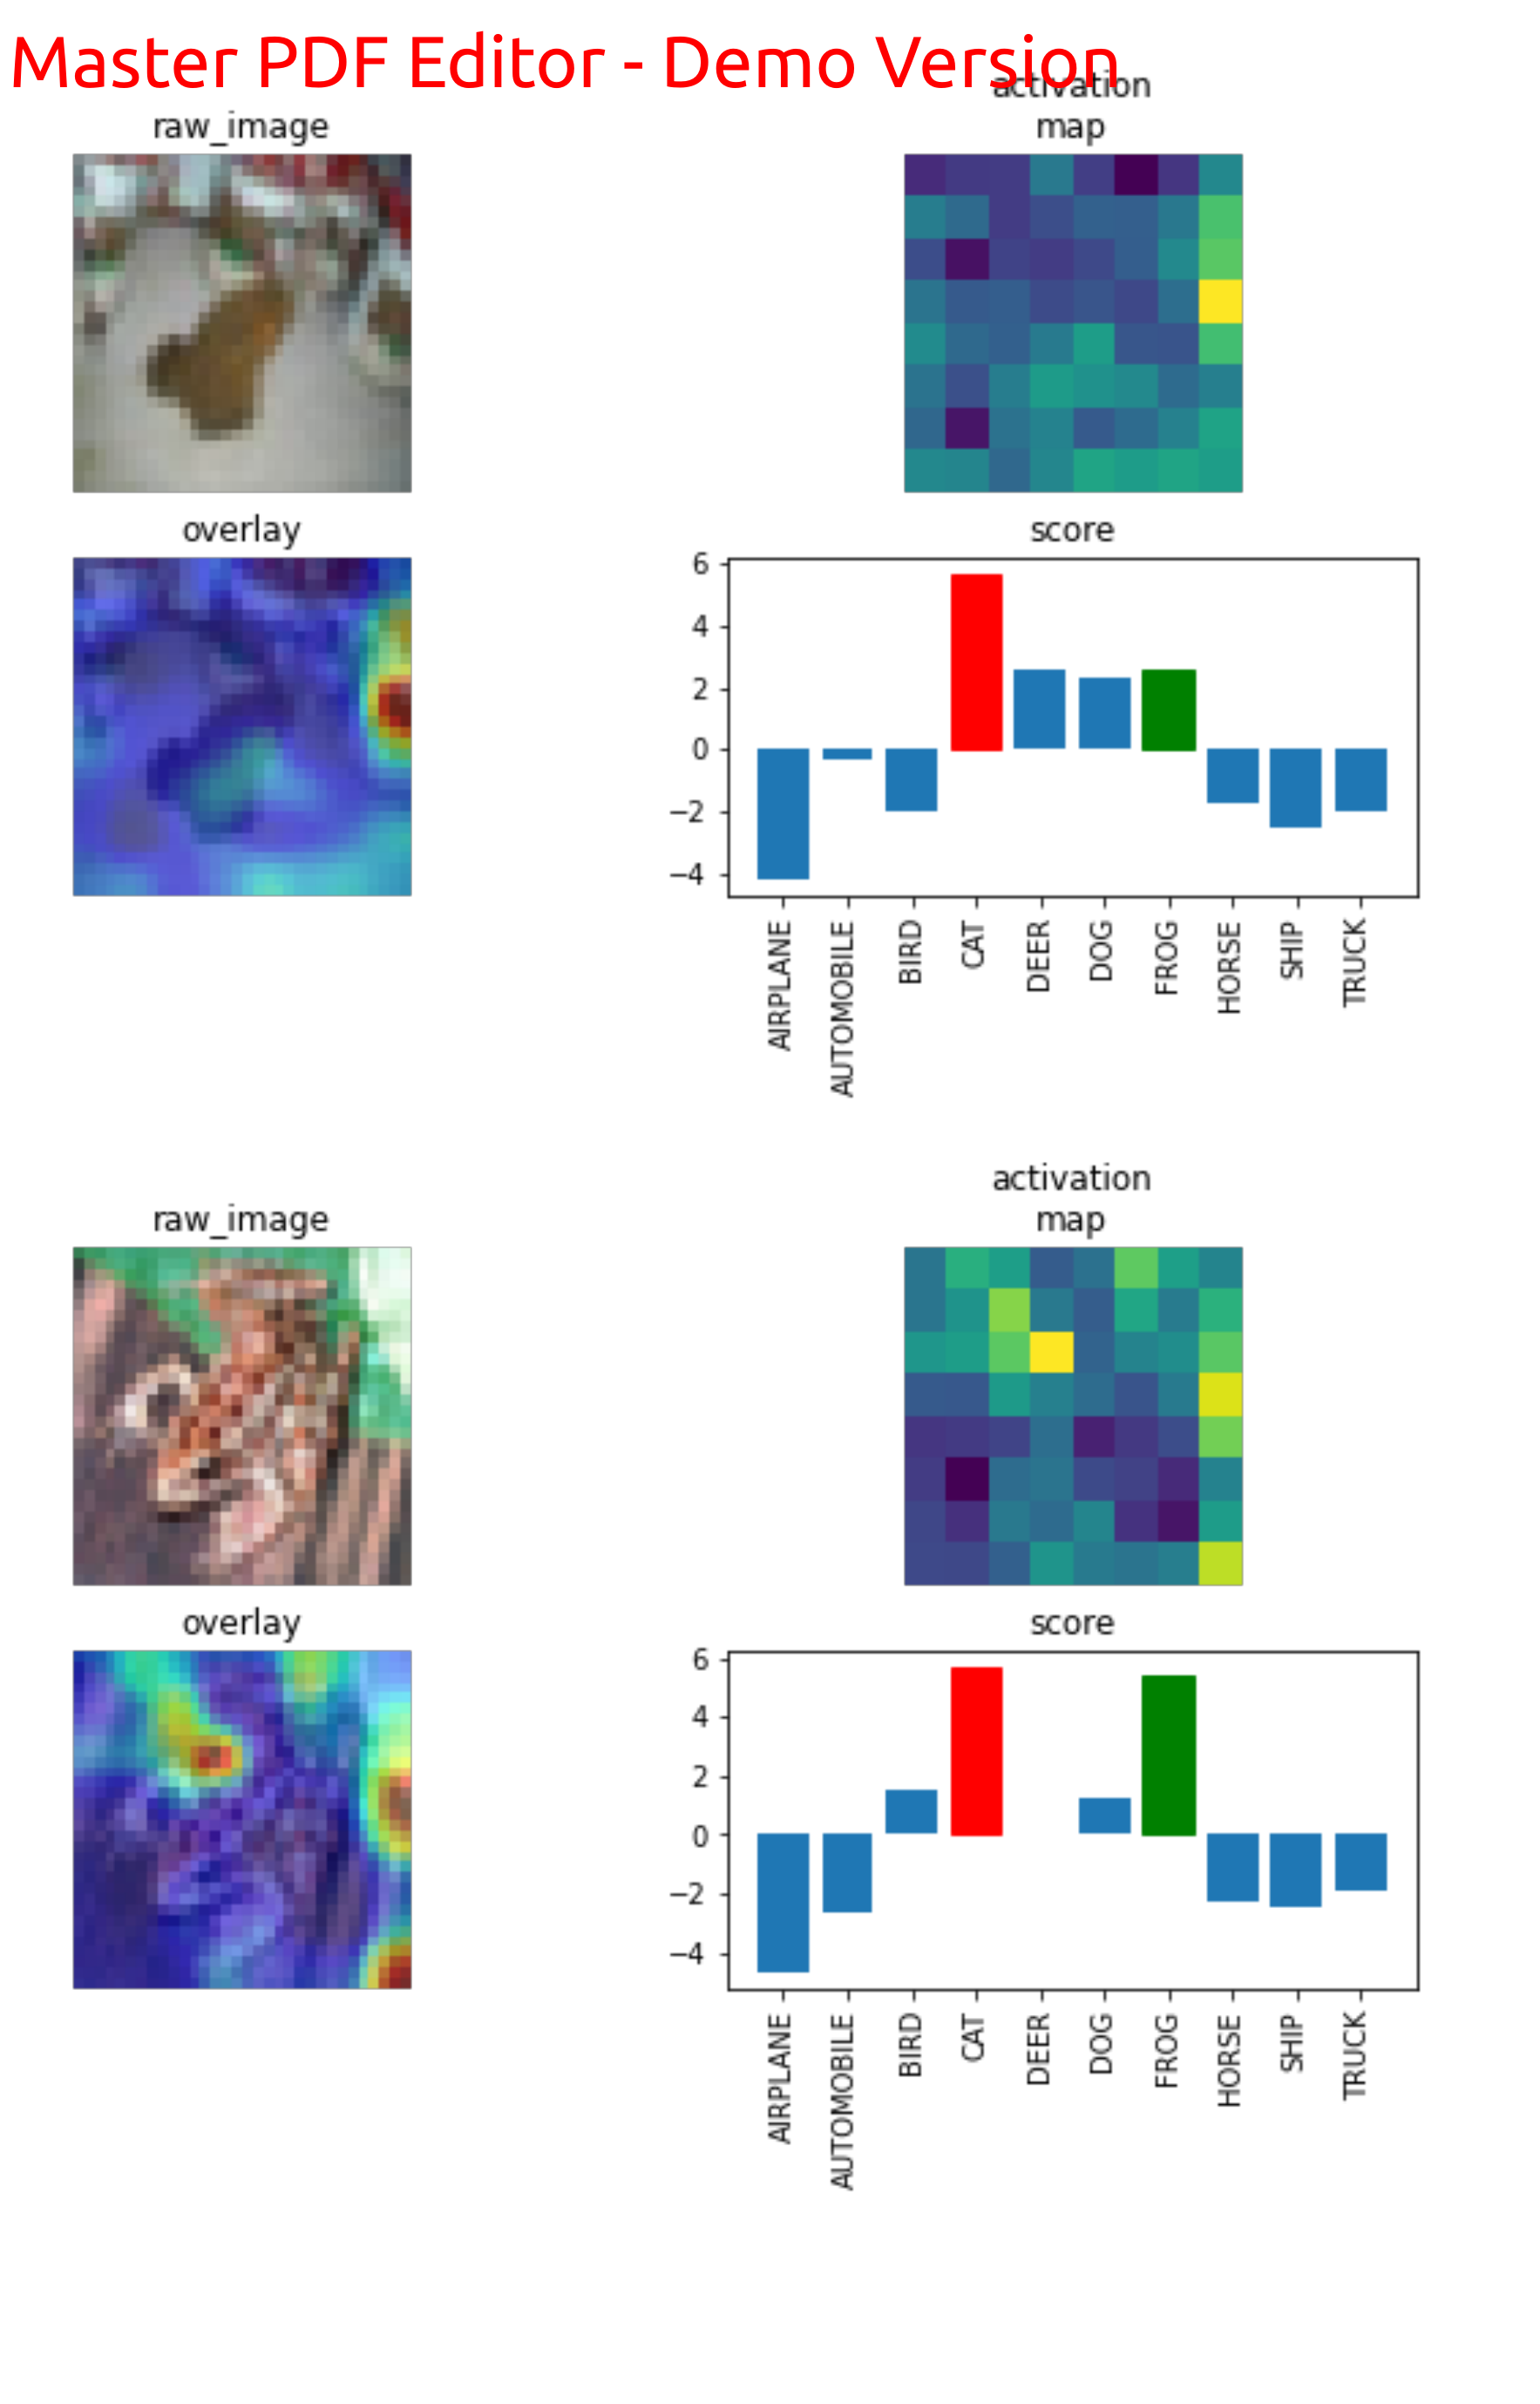 Master PDF Editor - Demo Version
activation
raw_image
map
overlay
score
6
4
2
0
−2
−4
AIRPLANE
AUTOMOBILE
BIRD
CAT
DEER
DOG
FROG
HORSE
SHIP
TRUCK
activation
raw_image
map
overlay
score
6
4
2
0
−2
−4
AIRPLANE
AUTOMOBILE
BIRD
CAT
DEER
DOG
FROG
HORSE
SHIP
TRUCK